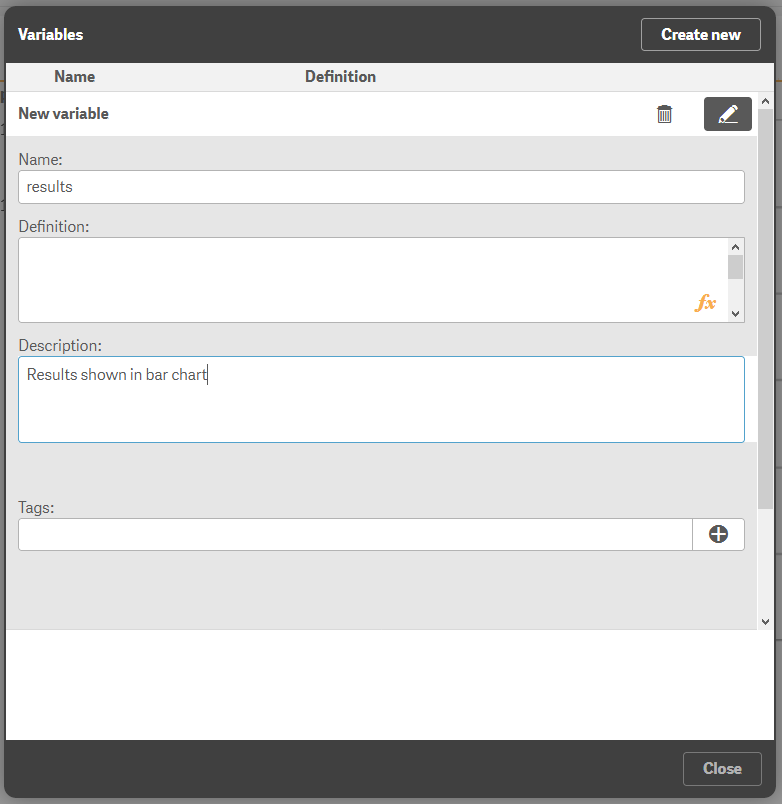 Variables
Create new
Name Definition
New variable
Name:
results
Definition:
fx
Description:
Results shown in bar chart
Tags:
Close